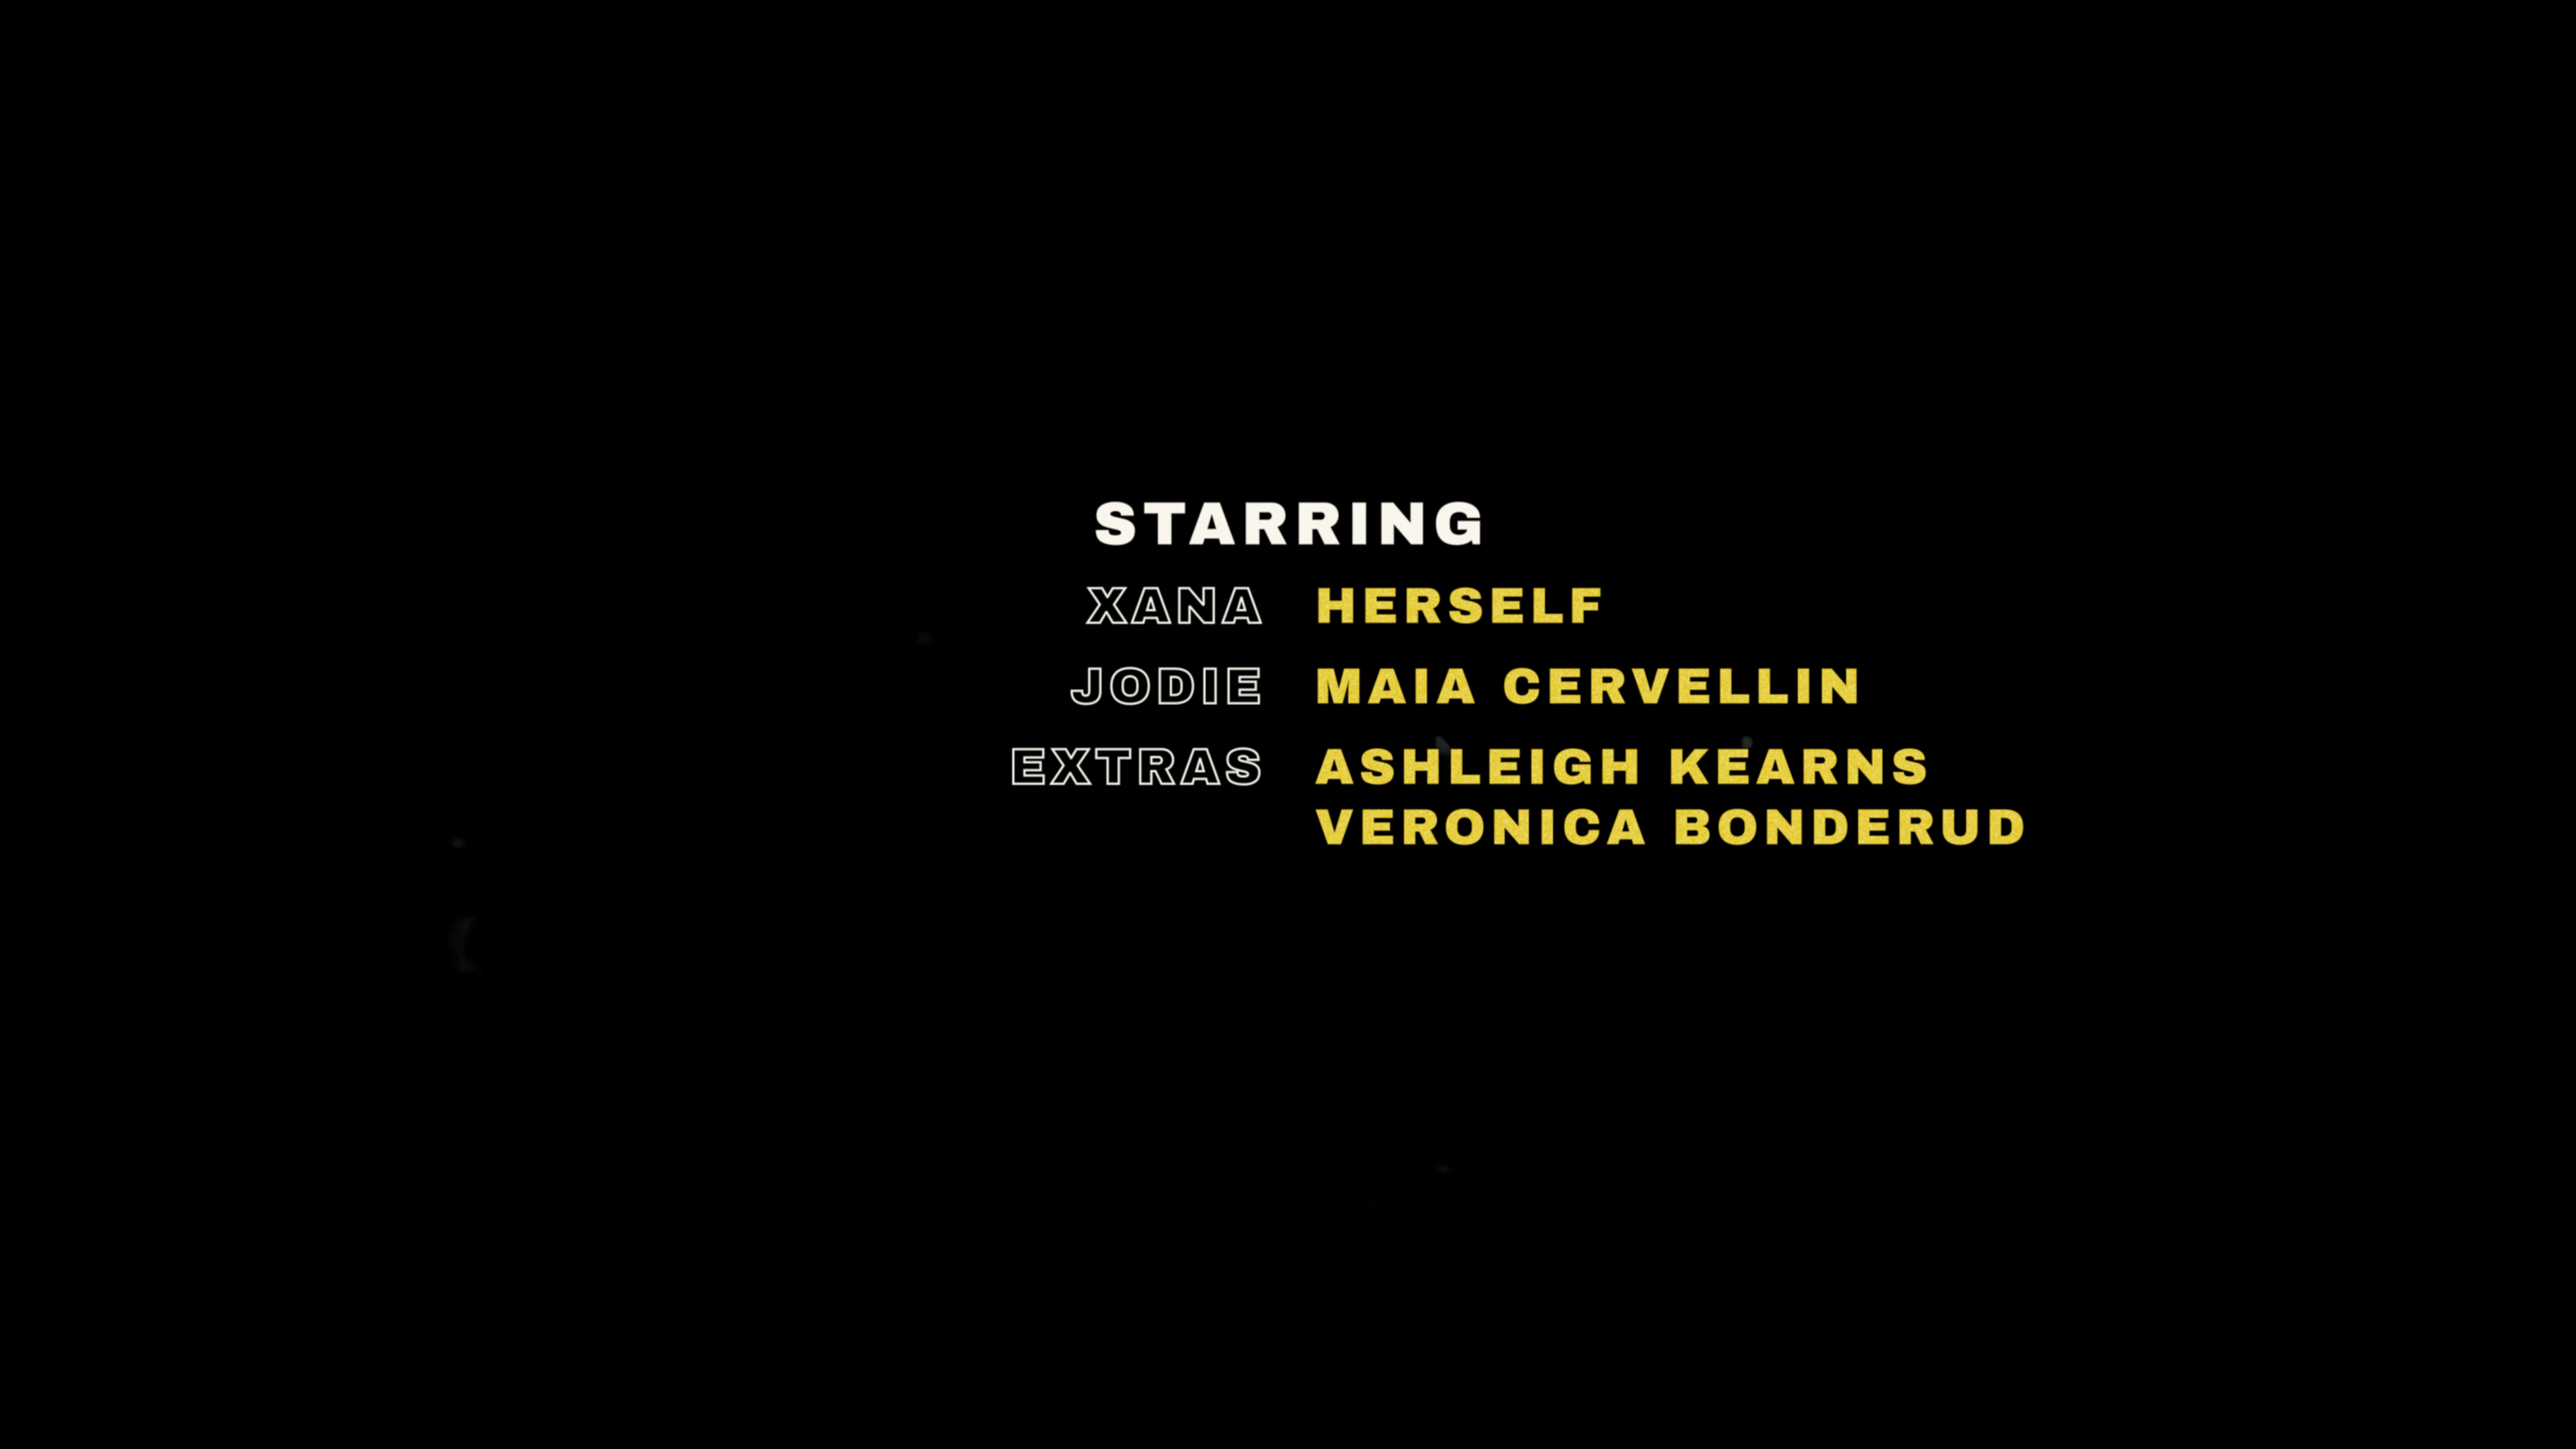 STARRING
XANA HERSELF
JODIE MAIA CERVELLIN
EXTRAS ASHLEIGH KEARNS
VERONICA BONDERUD